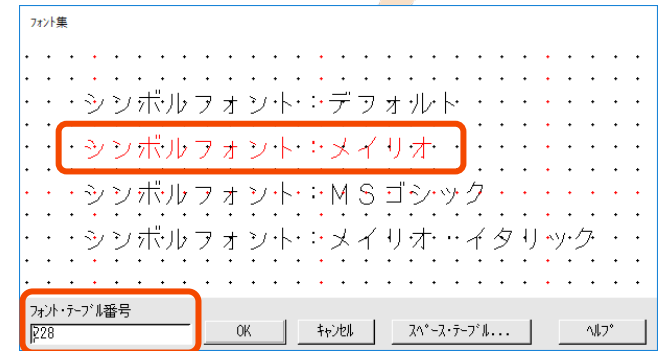 フォント集
シンボルフォント：デフォルト
シンボルフォント：メイリオ
シンボルフォント：ＭＳゴシック
シンボルフォント：メイリオ・イタリック
フォント・テーブル番号
228
OK
キャンセル
スペース・テーブル...
ヘルプ